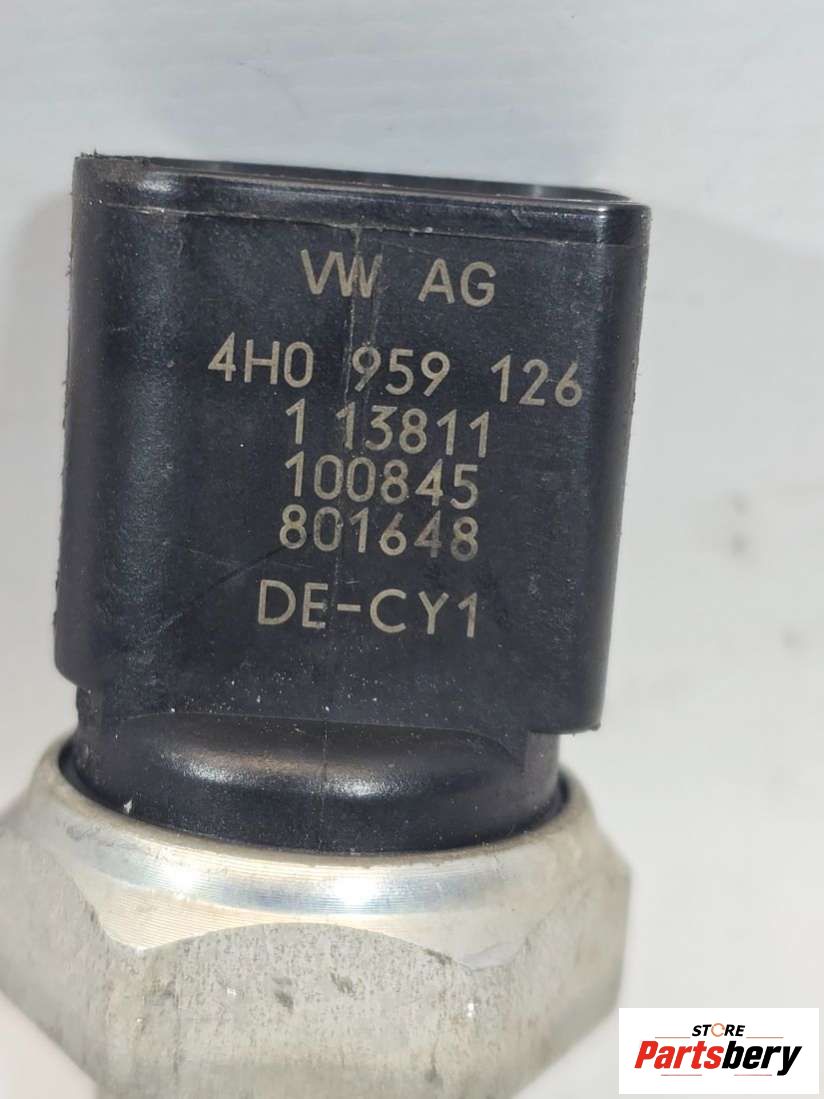 VW AG
4H0 959 126
1 13811
100845
801648
DE-CY1
STORE
Partsbery